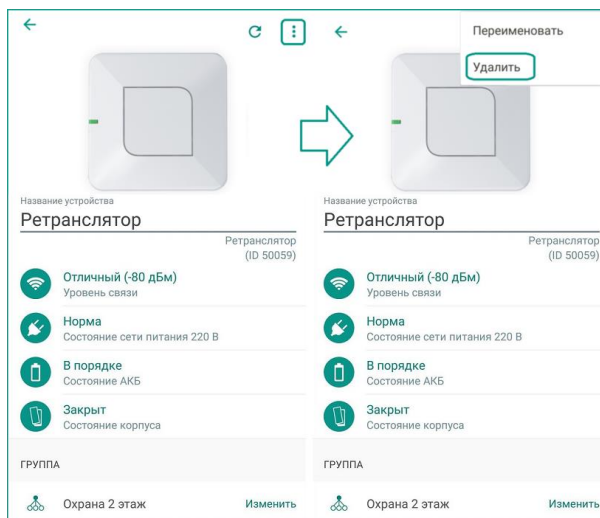 Название устройства
Ретранслятор
Ретранслятор
(ID 50059)
Отличный (-80 дБм)
Уровень связи
Норма
Состояние сети питания 220 В
В порядке
Состояние АКБ
Закрыт
Состояние корпуса
ГРУППА
Охрана 2 этаж
Изменить
Переименовать
Удалить
Название устройства
Ретранслятор
Ретранслятор
(ID 50059)
Отличный (-80 дБм)
Уровень связи
Норма
Состояние сети питания 220 В
В порядке
Состояние АКБ
Закрыт
Состояние корпуса
ГРУППА
Охрана 2 этаж
Изменить